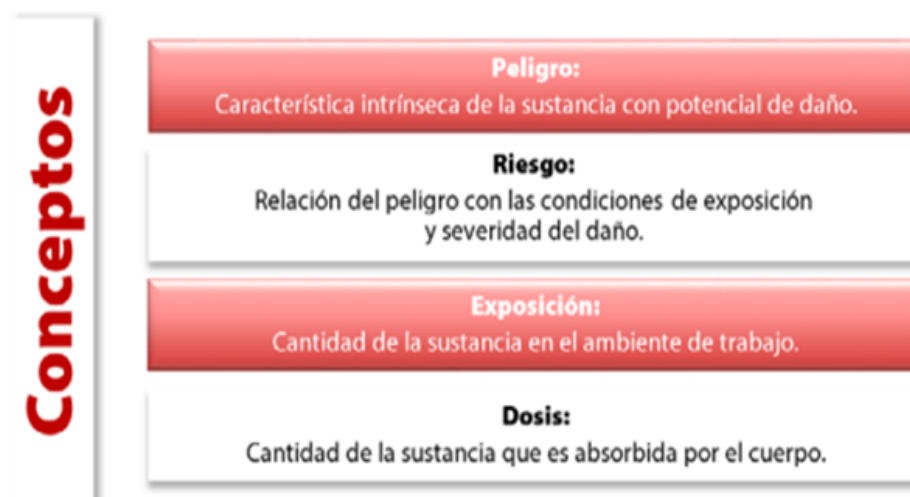 Conceptos
Peligro:
Característica intrínseca de la sustancia con potencial de daño.
Riesgo:
Relación del peligro con las condiciones de exposición
y severidad del daño.
Exposición:
Cantidad de la sustancia en el ambiente de trabajo.
Dosis:
Cantidad de la sustancia que es absorbida por el cuerpo.